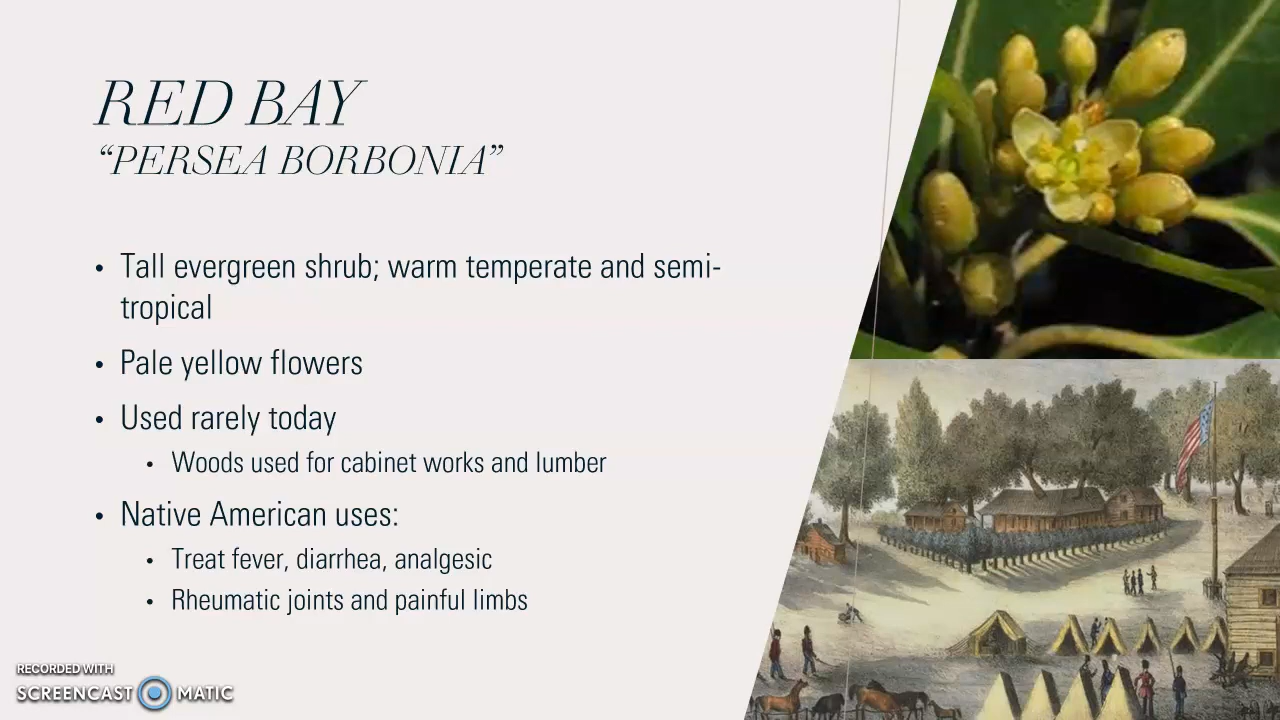 RED BAY
“PERSEA BORBONIA”
• Tall evergreen shrub; warm temperate and semi-
tropical
• Pale yellow flowers
• Used rarely today
• Woods used for cabinet works and lumber
• Native American uses:
• Treat fever, diarrhea, analgesic
• Rheumatic joints and painful limbs
RECORDED WITH
SCREENCAST MATIC